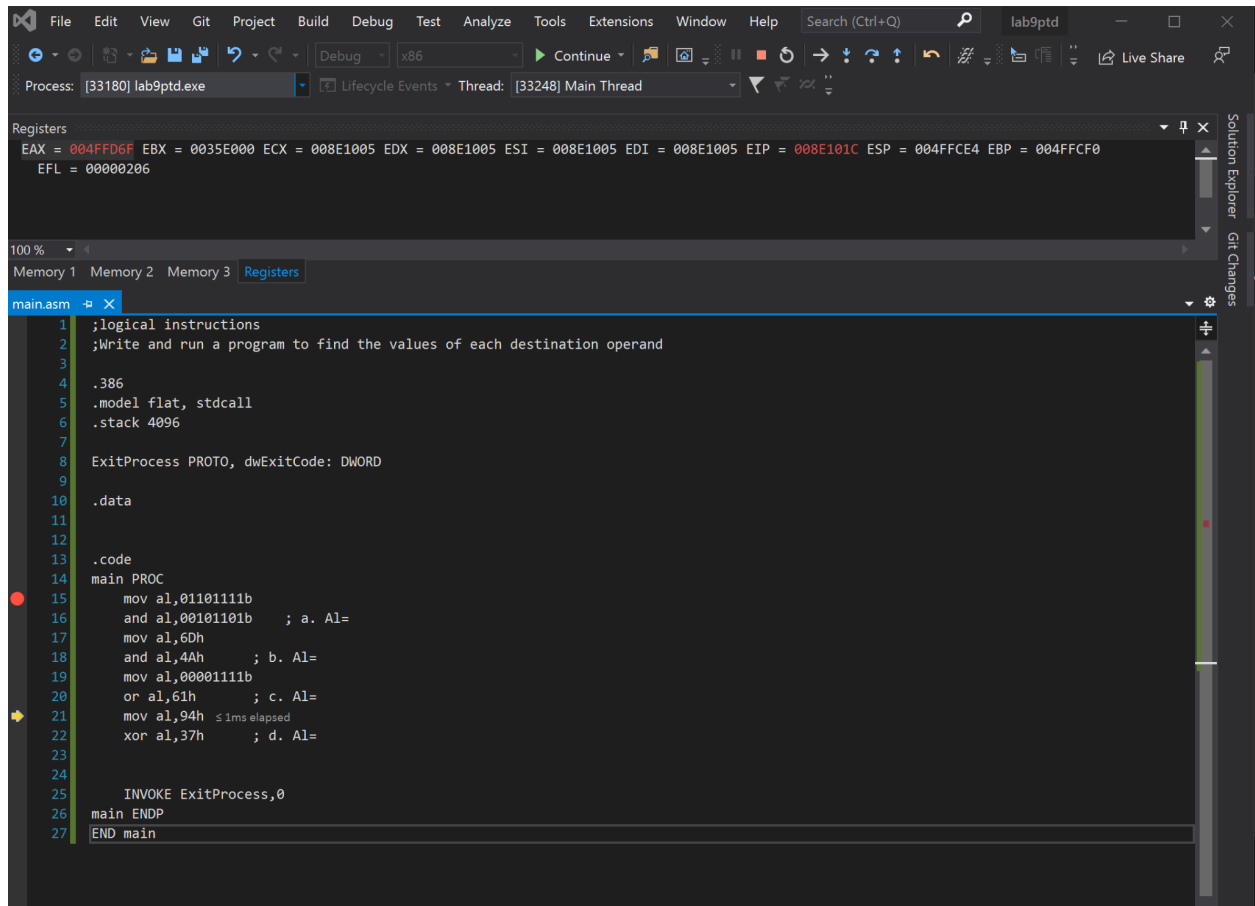 File Edit View Git Project Build Debug Test Analyze Tools Extensions Window Help Search (Ctrl+Q) lab9ptd
Debug x86 Continue Live Share
Process: [33180] lab9ptd.exe Lifecycle Events Thread: [33248] Main Thread
Registers
EAX = 004FFD6F EBX = 0035E000 ECX = 008E1005 EDX = 008E1005 ESI = 008E1005 EDI = 008E1005 EIP = 008E101C ESP = 004FFCE4 EBP = 004FFCF0
EFL = 00000206
100 %
Memory 1 Memory 2 Memory 3 Registers
Solution Explorer
Git Changes
main.asm
1 ;logical instructions
2 ;Write and run a program to find the values of each destination operand
3
4 .386
5 .model flat, stdcall
6 .stack 4096
7
8 ExitProcess PROTO, dwExitCode: DWORD
9
10 .data
11
12
13 .code
14 main PROC
15 mov al,01101111b
16 and al,00101101b ; a. Al=
17 mov al,6Dh
18 and al,4Ah ; b. Al=
19 mov al,00001111b
20 or al,61h ; c. Al=
21 mov al,94h ≤ 1ms elapsed
22 xor al,37h ; d. Al=
23
24
25 INVOKE ExitProcess,0
26 main ENDP
27 END main